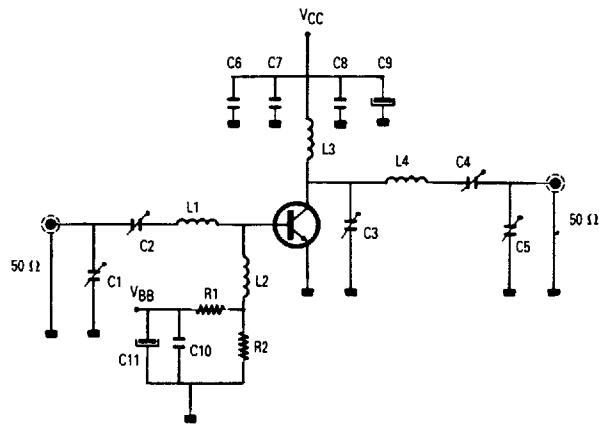 VCC
C6 C7 C8 C9
L3
L4 C4
L1
C2
C3
50 Ω
C5
50 Ω
C1
L2
VBB R1
C11 C10 R2